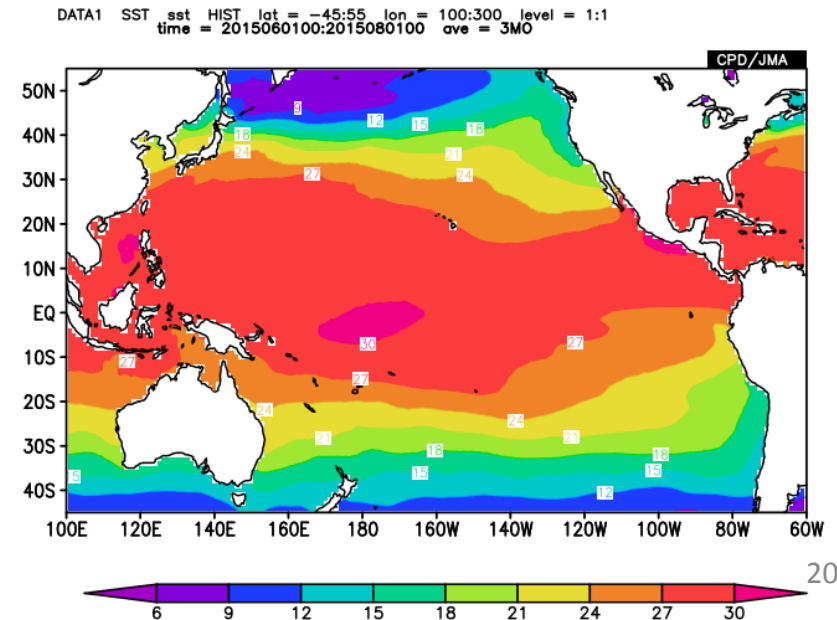 DATA1 SST sst HIST lat = -45:55 lon = 100:300 level = 1:1
time = 2015060100:2015080100 ave = 3MO
CPD/JMA
50N
9
12
15
18
40N
18
24
21
30N
27
24
20N
10N
EQ
30
27
10S
27
27
20S
24
24
21
21
30S
18
18
15
15
5
40S
12
100E 120E 140E 160E 180 160W 140W 120W 100W 80W 60W
20
6 9 12 15 18 21 24 27 30